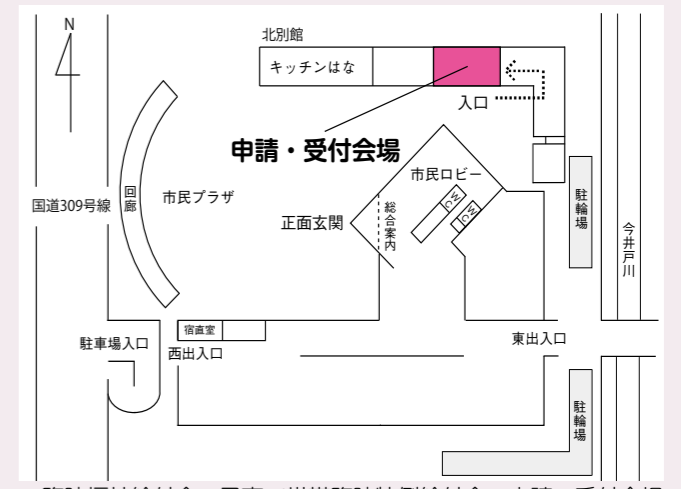 N
北別館
キッチンはな
入口
申請・受付会場
市民ロビー
WC
WC
駐輪場
回廊
市民プラザ
国道309号線
正面玄関
総合案内
今井戸川
宿直室
駐車場入口
西出入口
東出入口
駐輪場